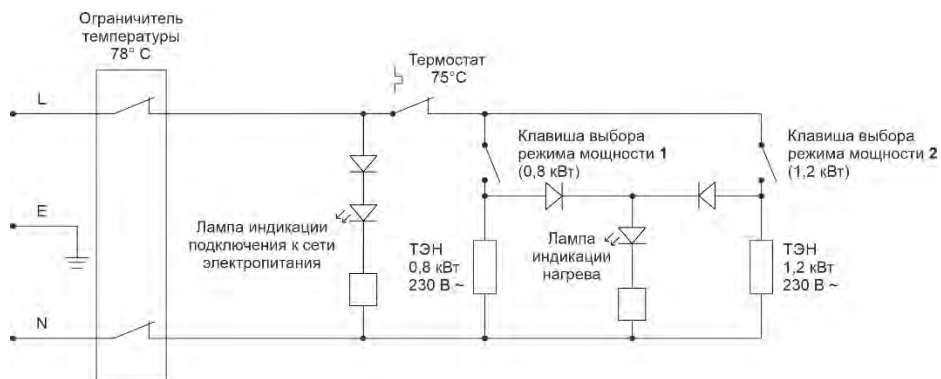 Ограничитель
температуры
78° C
Термостат
75°C
L
Клавиша выбора
режима мощности 1
(0,8 кВт)
Клавиша выбора
режима мощности 2
(1,2 кВт)
E
Лампа индикации
подключения к сети
электропитания
ТЭН
0,8 кВт
230 В ~
Лампа
индикации
нагрева
ТЭН
1,2 кВт
230 В ~
N